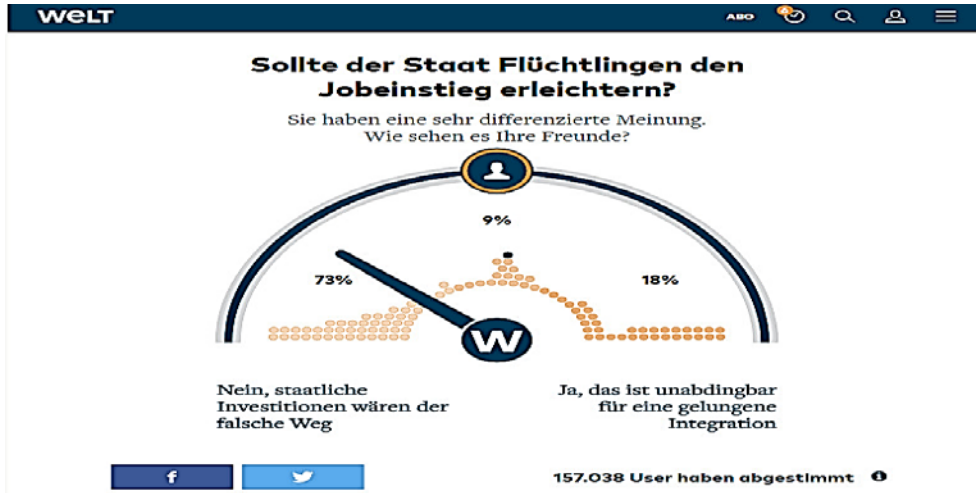 WELT
ABO
Sollte der Staat Flüchtlingen den
Jobeinstieg erleichtern?
Sie haben eine sehr differenzierte Meinung.
Wie sehen es Ihre Freunde?
9%
73%
18%
W
Nein, staatliche
Investitionen wären der
falsche Weg
Ja, das ist unabdingbar
für eine gelungene
Integration
f
157.038 User haben abgestimmt i